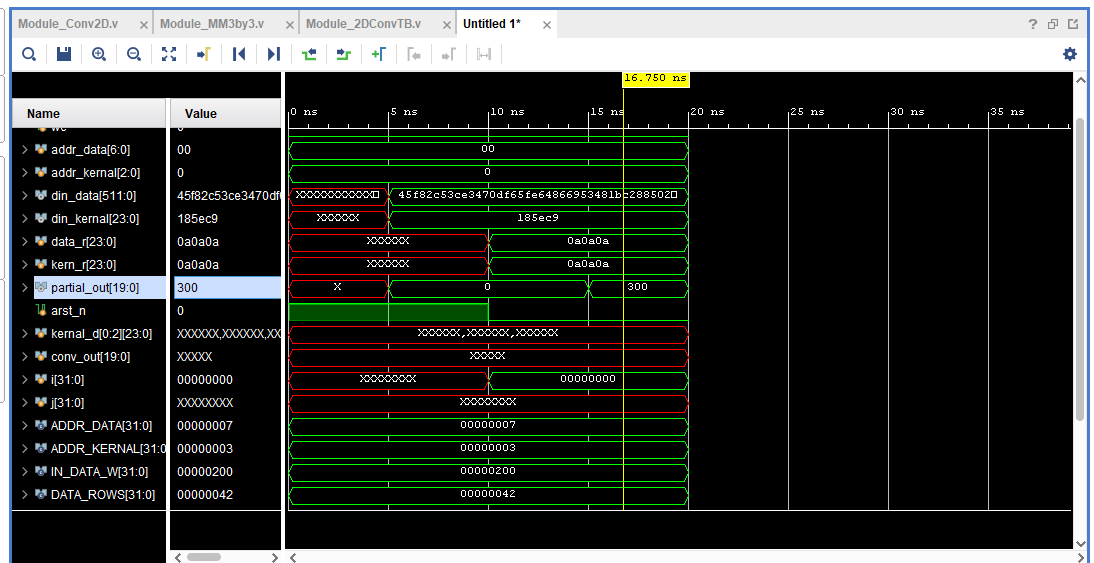 Module_Conv2D.v × Module_MM3by3.v × Module_2DConvTB.v × Untitled 1* ×
16.750 ns
Name Value 0 ns 5 ns 10 ns 15 ns 20 ns 25 ns 30 ns 35 ns
addr_data[6:0] 00 00
addr_kernal[2:0] 0 0
din_data[511:0] 45f82c53ce3470df XXXXXXXXXXX 45f82c53ce3470df65fe64866953481bc288502
din_kernal[23:0] 185ec9 XXXXXX 185ec9
data_r[23:0] 0a0a0a XXXXXX 0a0a0a
kern_r[23:0] 0a0a0a XXXXXX 0a0a0a
partial_out[19:0] 300 X 0 300
arst_n 0
kernal_d[0:2][23:0] XXXXXX,XXXXXX,XX XXXXXX,XXXXXX,XXXXXX
conv_out[19:0] XXXXX XXXXX
i[31:0] 00000000 XXXXXXXX 00000000
j[31:0] XXXXXXXX XXXXXXXX
ADDR_DATA[31:0] 00000007 00000007
ADDR_KERNAL[31:0 00000003 00000003
IN_DATA_W[31:0] 00000200 00000200
DATA_ROWS[31:0] 00000042 00000042